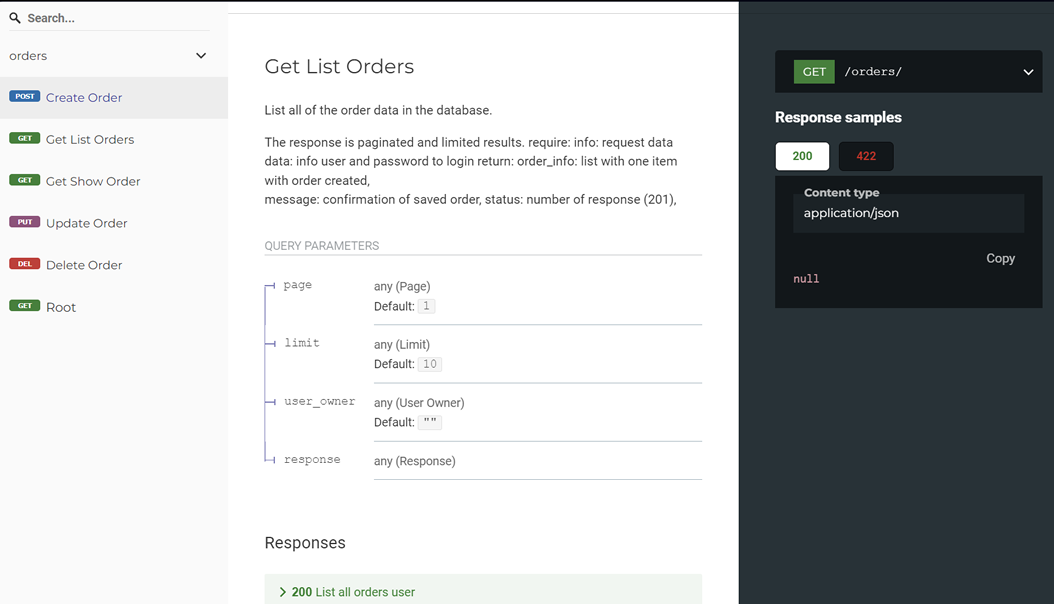 Search...
orders
POST Create Order
GET Get List Orders
GET Get Show Order
PUT Update Order
DEL Delete Order
GET Root
Get List Orders
List all of the order data in the database.
The response is paginated and limited results. require: info: request data
data: info user and password to login return: order_info: list with one item
with order created,
message: confirmation of saved order, status: number of response (201),
QUERY PARAMETERS
page any (Page)
Default: 1
limit any (Limit)
Default: 10
user_owner any (User Owner)
Default: ""
response any (Response)
Responses
200 List all orders user
GET /orders/
Response samples
200 422
Content type
application/json
Copy
null